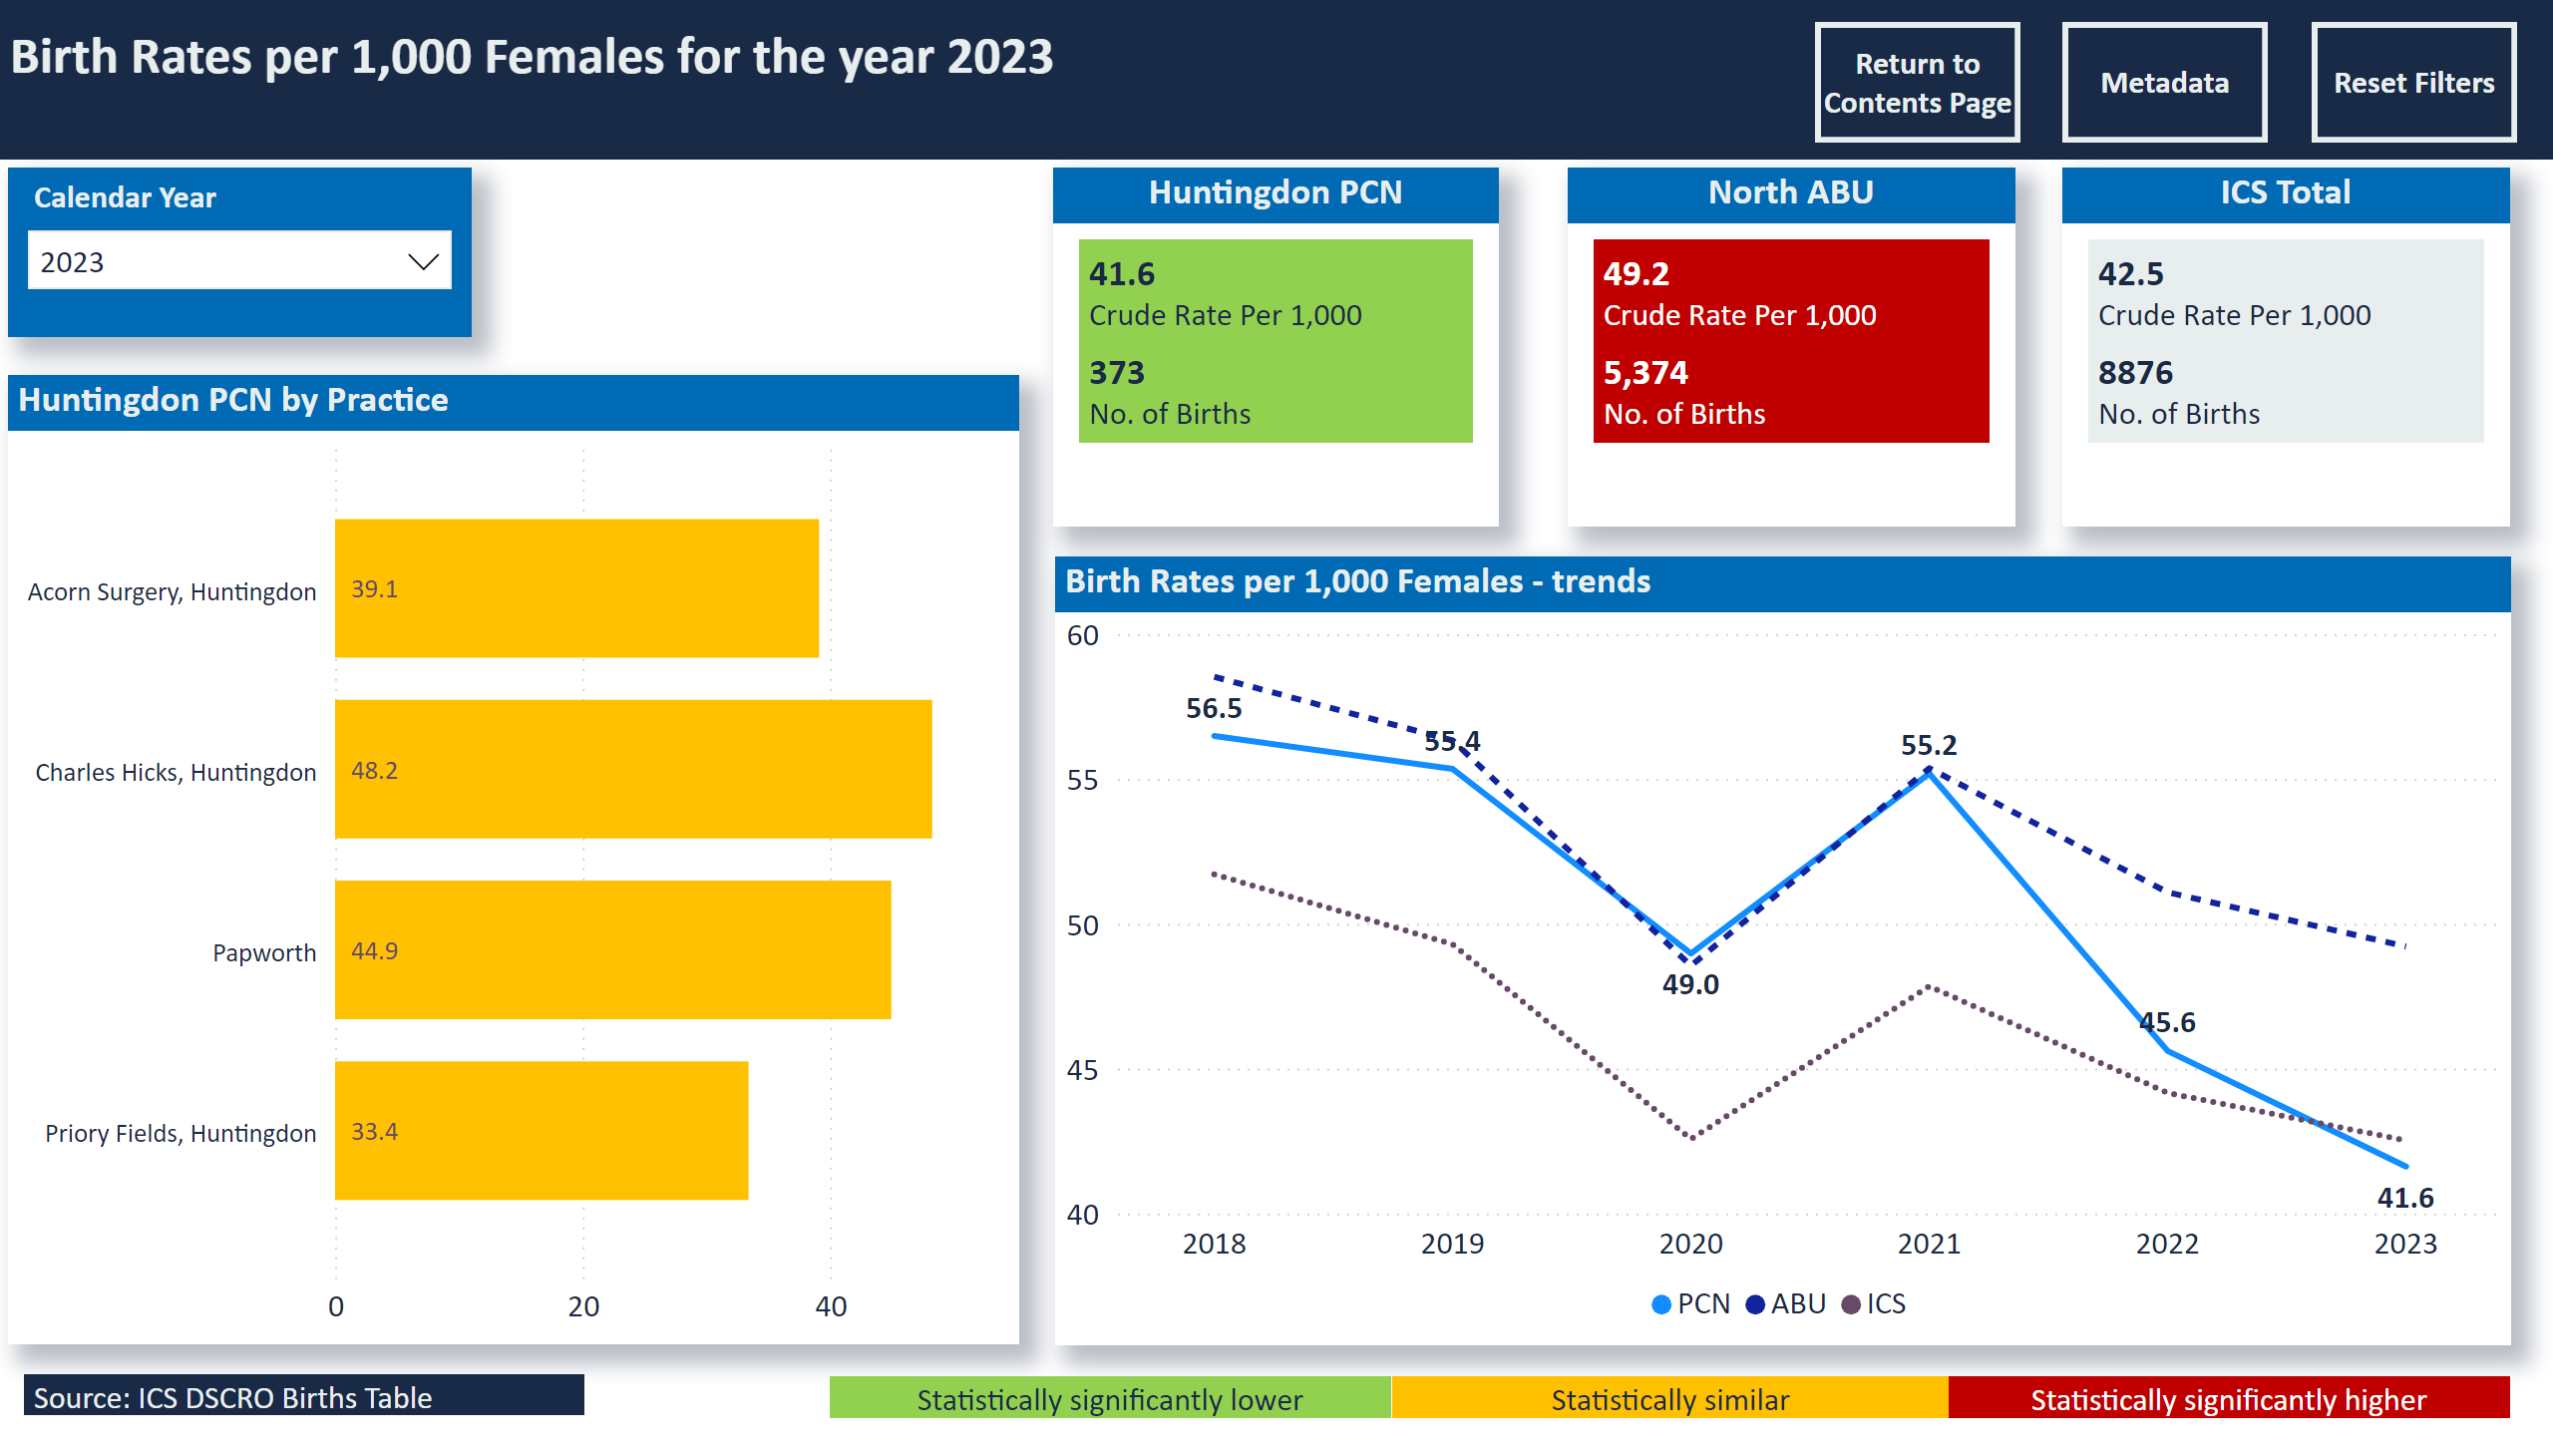 Birth Rates per 1,000 Females for the year 2023
Return to
Contents Page
Metadata
Reset Filters
Calendar Year
2023
Huntingdon PCN
41.6
Crude Rate Per 1,000
373
No. of Births
North ABU
49.2
Crude Rate Per 1,000
5,374
No. of Births
ICS Total
42.5
Crude Rate Per 1,000
8876
No. of Births
Huntingdon PCN by Practice
Acorn Surgery, Huntingdon 39.1
Charles Hicks, Huntingdon 48.2
Papworth 44.9
Priory Fields, Huntingdon 33.4
0 20 40
Birth Rates per 1,000 Females - trends
60
55
50
45
40
56.5
55.4
49.0
55.2
45.6
41.6
2018 2019 2020 2021 2022 2023
PCN ABU ICS
Source: ICS DSCRO Births Table
Statistically significantly lower
Statistically similar
Statistically significantly higher